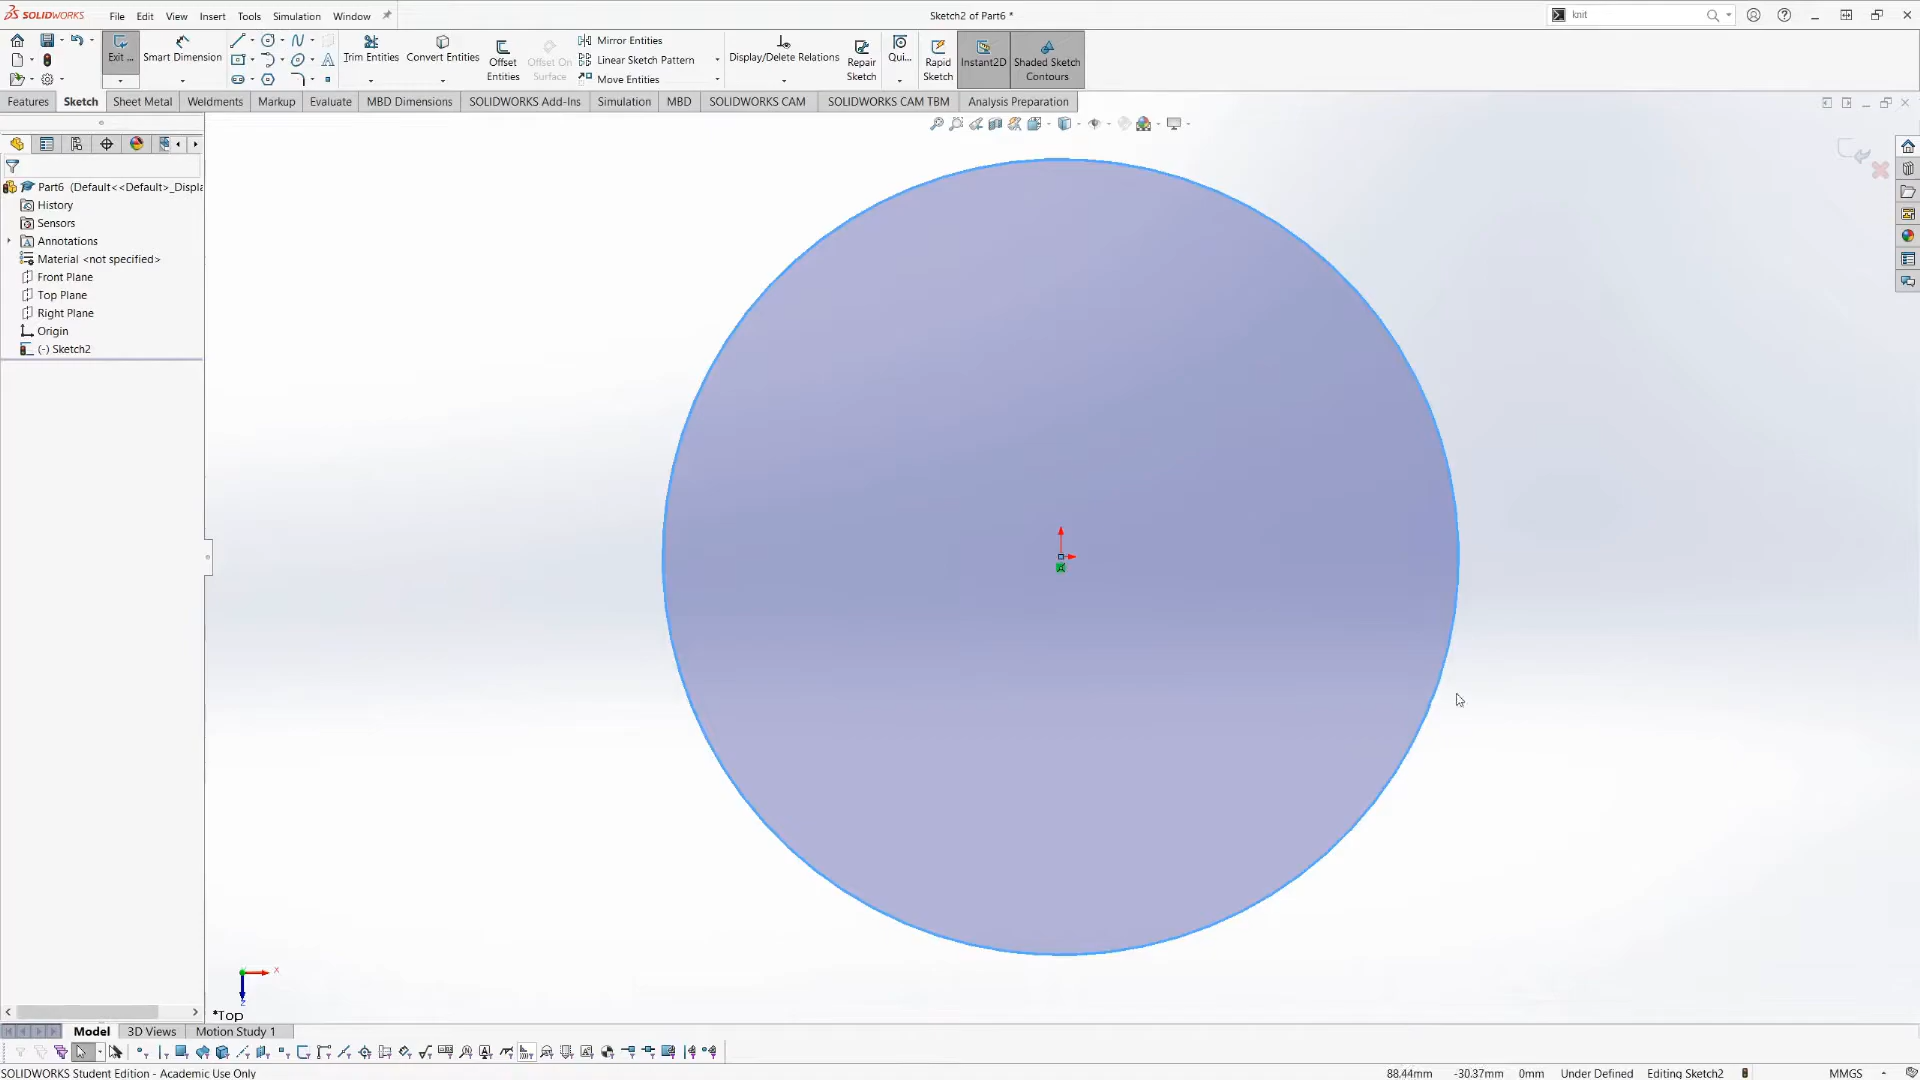 SOLIDWORKS File Edit View Insert Tools Simulation Window Sketch2 of Part6 * knit
Exit ... Smart Dimension Trim Entities Convert Entities Offset Entities Offset On Surface Mirror Entities Linear Sketch Pattern Move Entities Display/Delete Relations Repair Sketch Qui... Rapid Sketch Instant2D Shaded Sketch Contours
Features Sketch Sheet Metal Weldments Markup Evaluate MBD Dimensions SOLIDWORKS Add-Ins Simulation MBD SOLIDWORKS CAM SOLIDWORKS CAM TBM Analysis Preparation
Part6 (Default<<Default>_Displa
History
Sensors
Annotations
Material <not specified>
Front Plane
Top Plane
Right Plane
Origin
(-) Sketch2
X
Z
*Top
Model 3D Views Motion Study 1
SOLIDWORKS Student Edition - Academic Use Only 88.44mm -30.37mm 0mm Under Defined Editing Sketch2 MMGS